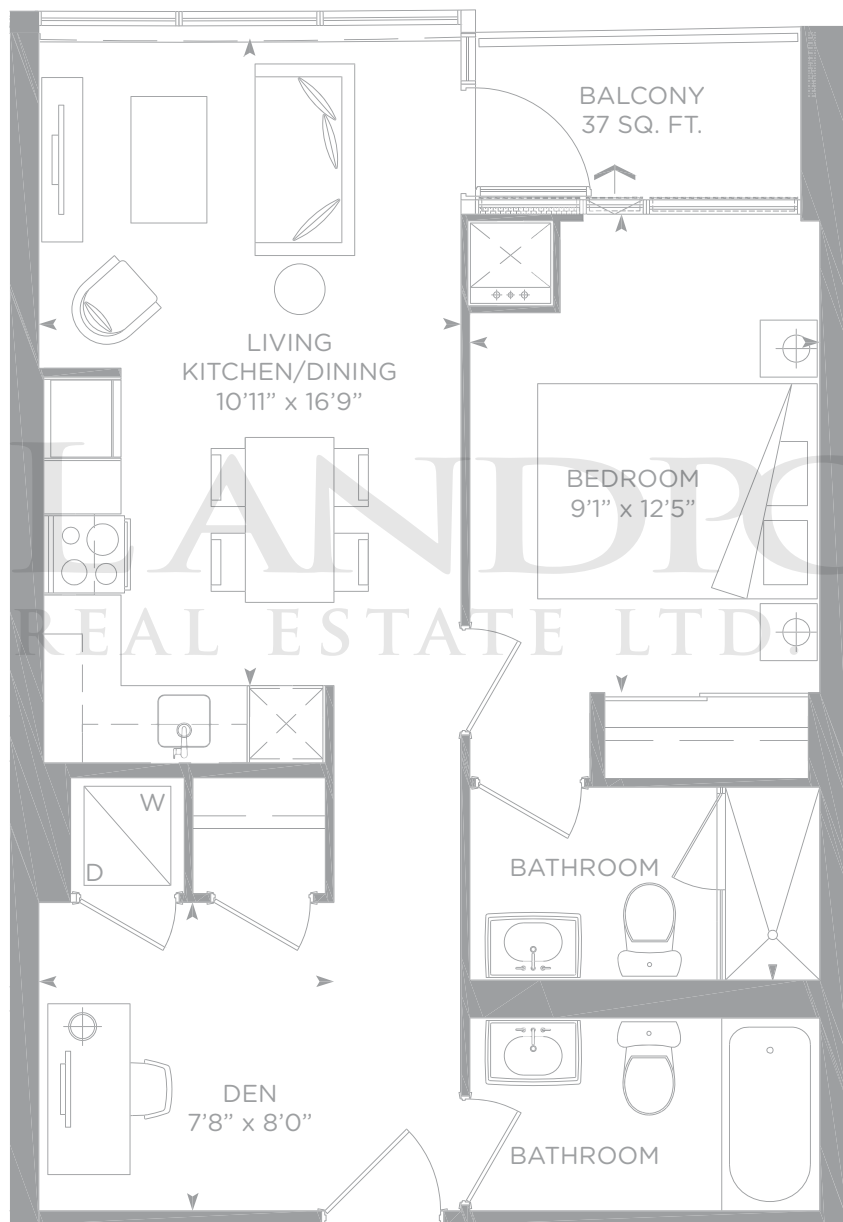 BALCONY
37 SQ. FT.
LIVING
KITCHEN/DINING
10'11" x 16'9"
BEDROOM
9'1" x 12'5"
LANDPO
REAL ESTATE LTD.
W
D
BATHROOM
DEN
7'8" x 8'0"
BATHROOM